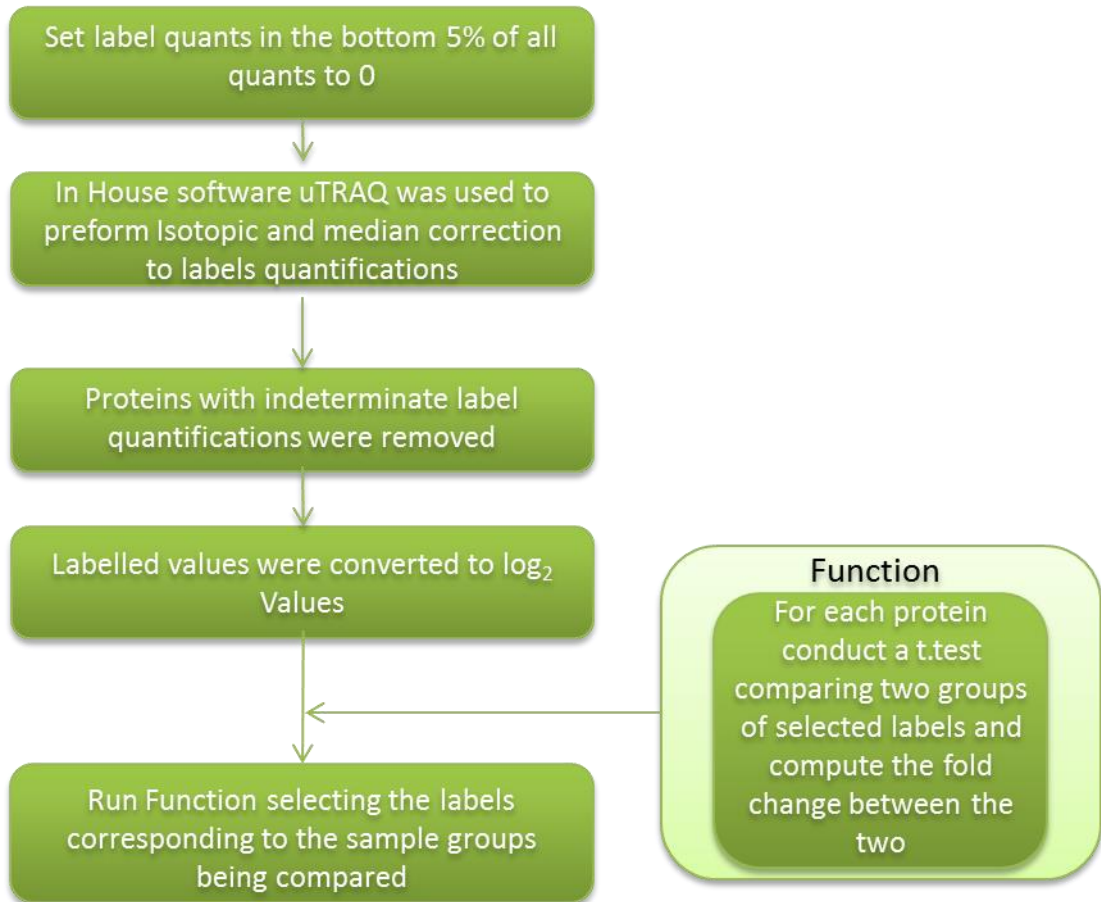 Set label quants in the bottom 5% of all
quants to 0
In House software uTRAQ was used to
preform Isotopic and median correction
to labels quantifications
Proteins with indeterminate label
quantifications were removed
Labelled values were converted to log₂
Values
Function
For each protein
conduct a t.test
comparing two groups
of selected labels and
compute the fold
change between the
two
Run Function selecting the labels
corresponding to the sample groups
being compared